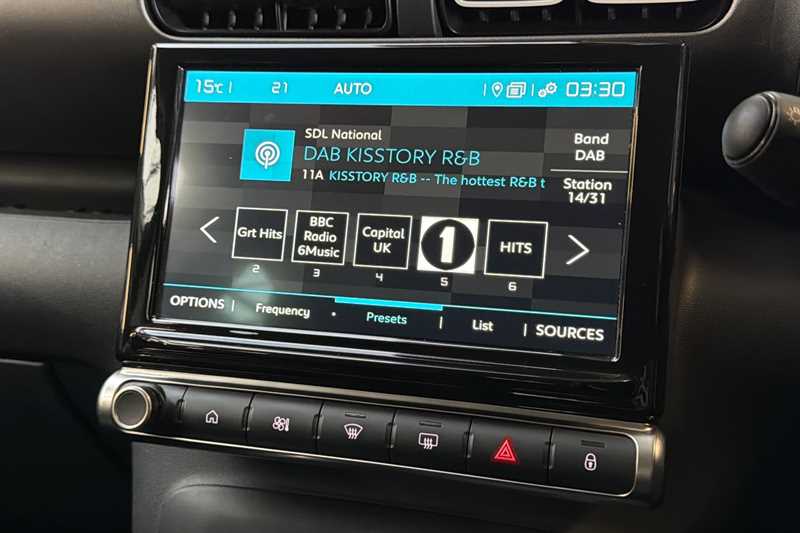 15°C | 21 AUTO | | | 03:30
SDL National
DAB KISSTORY R&B
11A KISSTORY R&B -- The hottest R&B t
Band
DAB
Station
14/31
Grt Hits
2
BBC
Radio
6Music
3
Capital
UK
4
1
5
HITS
6
OPTIONS | Frequency • Presets | List | SOURCES